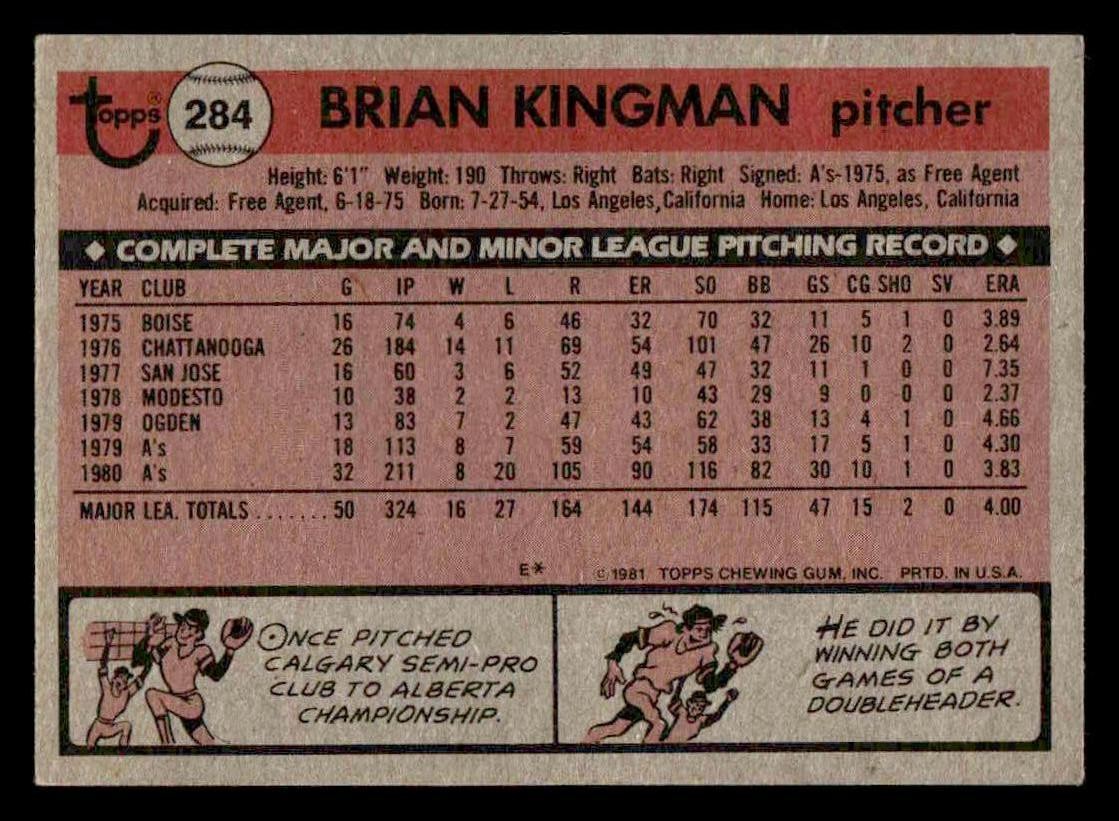 topps® 284 BRIAN KINGMAN pitcher
Height: 6'1" Weight: 190 Throws: Right Bats: Right Signed: A's-1975, as Free Agent
Acquired: Free Agent, 6-18-75 Born: 7-27-54, Los Angeles, California Home: Los Angeles, California
◆ COMPLETE MAJOR AND MINOR LEAGUE PITCHING RECORD ◆
YEAR CLUB G IP W L R ER SO BB GS CG SHO SV ERA
1975 BOISE 16 74 4 6 46 32 70 32 11 5 1 0 3.89
1976 CHATTANOOGA 26 184 14 11 69 54 101 47 26 10 2 0 2.64
1977 SAN JOSE 16 60 3 6 52 49 47 32 11 1 0 0 7.35
1978 MODESTO 10 38 2 2 13 10 43 29 9 0 0 0 2.37
1979 OGDEN 13 83 7 2 47 43 62 38 13 4 1 0 4.66
1979 A's 18 113 8 7 59 54 58 33 17 5 1 0 4.30
1980 A's 32 211 8 20 105 90 116 82 30 10 1 0 3.83
MAJOR LEA. TOTALS ....... 50 324 16 27 164 144 174 115 47 15 2 0 4.00
E* © 1981 TOPPS CHEWING GUM, INC. PRTD. IN U.S.A.
ONCE PITCHED
CALGARY SEMI-PRO
CLUB TO ALBERTA
CHAMPIONSHIP.
HE DID IT BY
WINNING BOTH
GAMES OF A
DOUBLEHEADER.